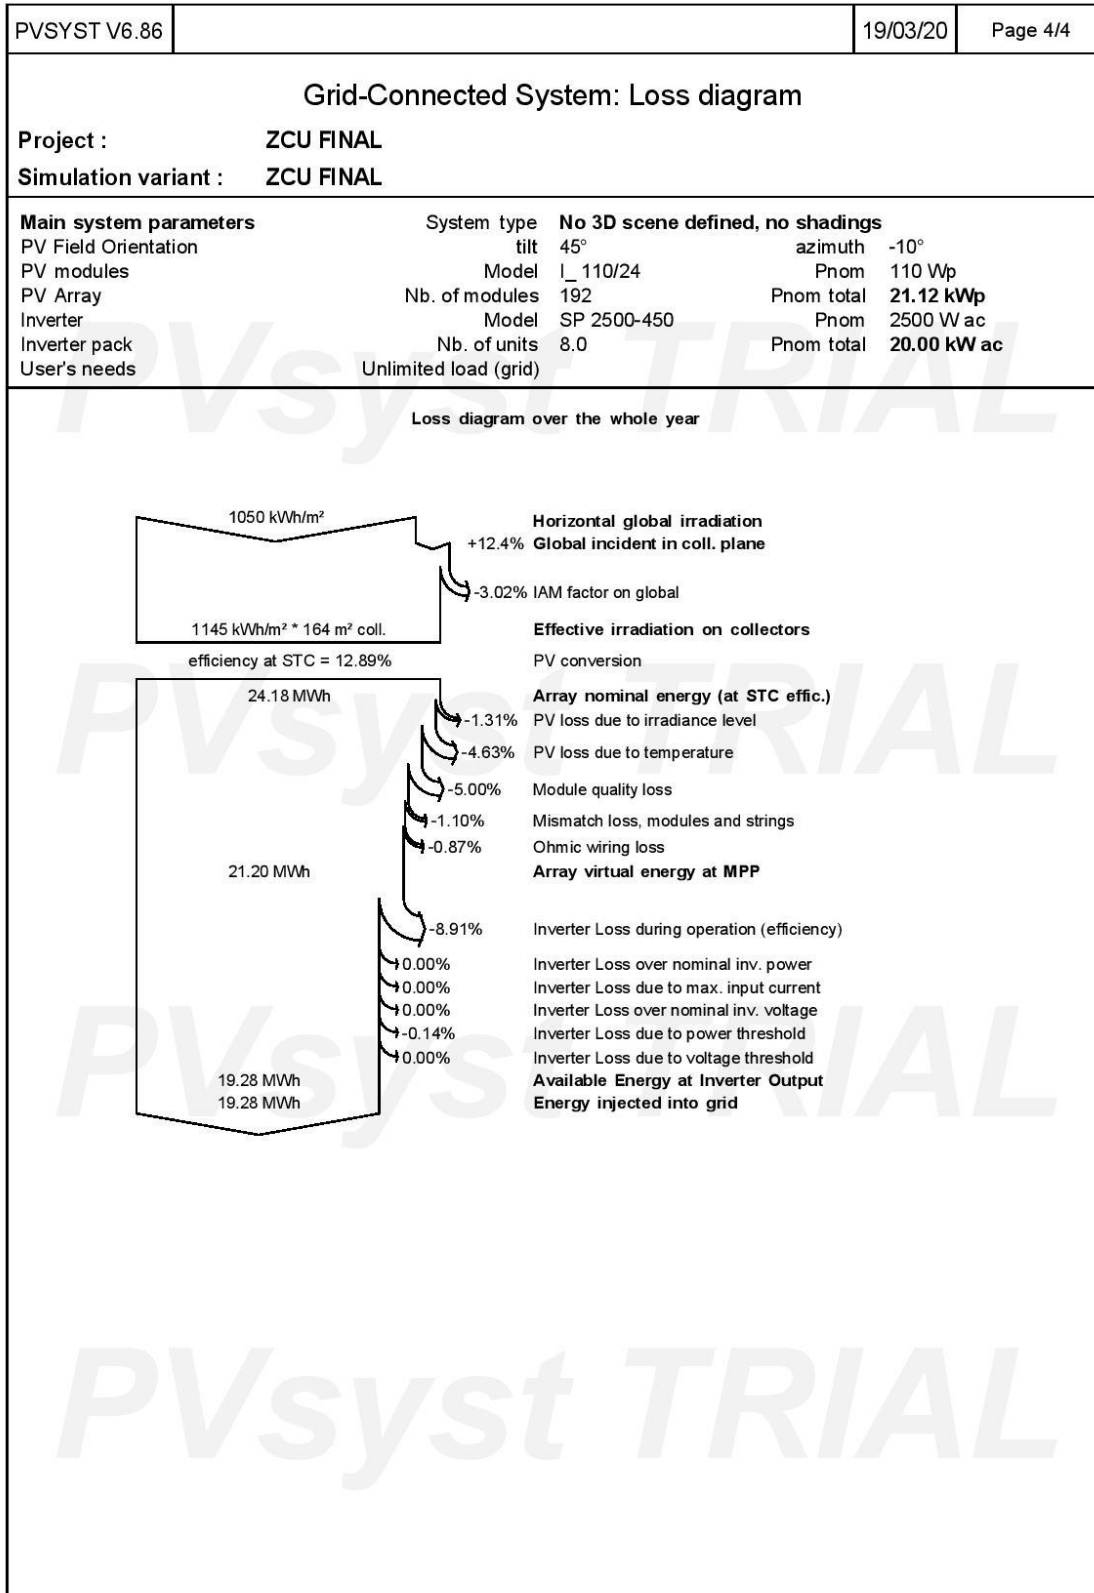 PVSYST V6.86 19/03/20 Page 4/4
Grid-Connected System: Loss diagram
Project : ZCU FINAL
Simulation variant : ZCU FINAL
Main system parameters System type No 3D scene defined, no shadings
PV Field Orientation tilt 45° azimuth -10°
PV modules Model I_ 110/24 Pnom 110 Wp
PV Array Nb. of modules 192 Pnom total 21.12 kWp
Inverter Model SP 2500-450 Pnom 2500 W ac
Inverter pack Nb. of units 8.0 Pnom total 20.00 kW ac
User's needs Unlimited load (grid)
Loss diagram over the whole year
1050 kWh/m² Horizontal global irradiation
+12.4% Global incident in coll. plane
-3.02% IAM factor on global
1145 kWh/m² * 164 m² coll. Effective irradiation on collectors
efficiency at STC = 12.89% PV conversion
24.18 MWh Array nominal energy (at STC effic.)
-1.31% PV loss due to irradiance level
-4.63% PV loss due to temperature
-5.00% Module quality loss
-1.10% Mismatch loss, modules and strings
-0.87% Ohmic wiring loss
21.20 MWh Array virtual energy at MPP
-8.91% Inverter Loss during operation (efficiency)
0.00% Inverter Loss over nominal inv. power
0.00% Inverter Loss due to max. input current
0.00% Inverter Loss over nominal inv. voltage
-0.14% Inverter Loss due to power threshold
0.00% Inverter Loss due to voltage threshold
19.28 MWh Available Energy at Inverter Output
19.28 MWh Energy injected into grid
PVsyst TRIAL
PVsyst TRIAL
PVsyst TRIAL
PVsyst TRIAL